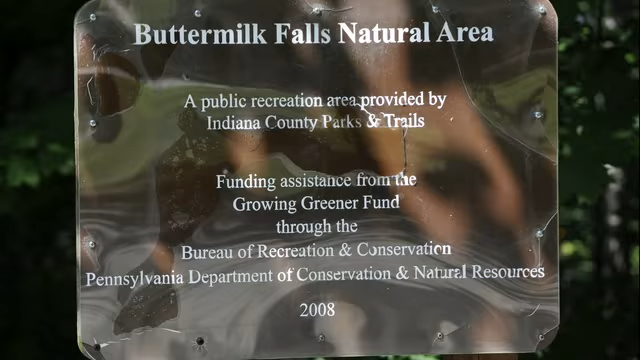 Buttermilk Falls Natural Area
A public recreation area provided by
Indiana County Parks & Trails
Funding assistance from the
Growing Greener Fund
through the
Bureau of Recreation & Conservation
Pennsylvania Department of Conservation & Natural Resources
2008